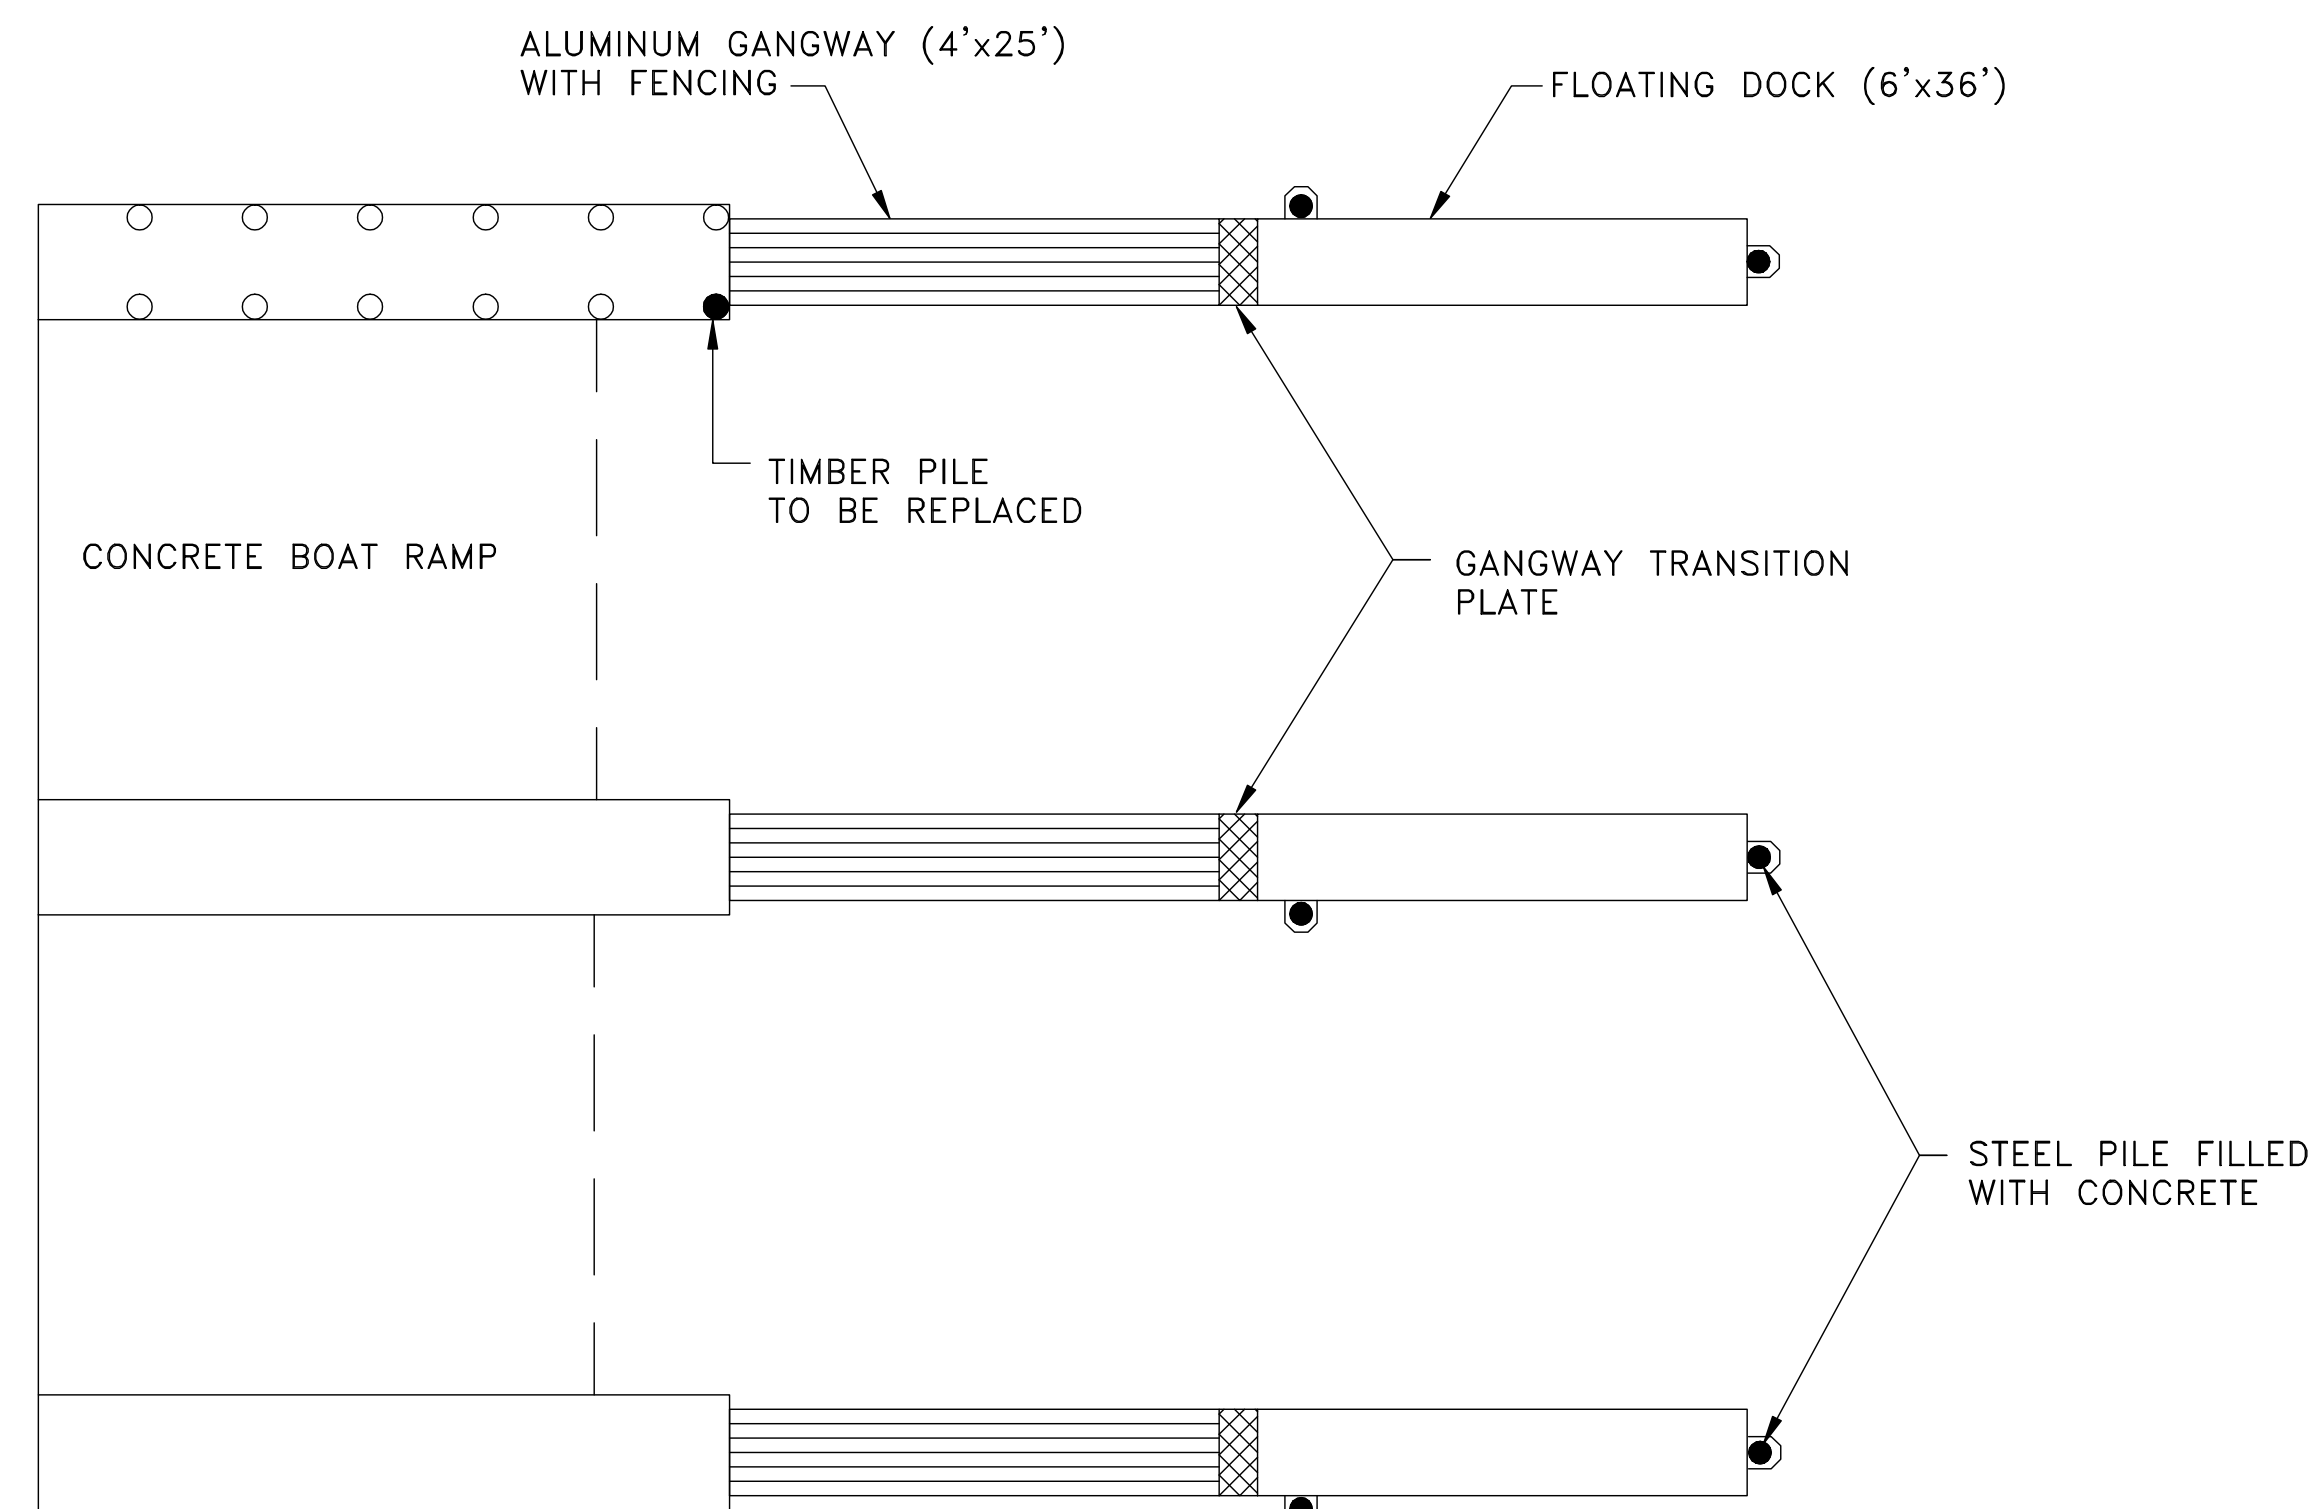 ALUMINUM GANGWAY (4'x25')
WITH FENCING
FLOATING DOCK (6'x36')
TIMBER PILE
TO BE REPLACED
CONCRETE BOAT RAMP
GANGWAY TRANSITION
PLATE
STEEL PILE FILLED
WITH CONCRETE